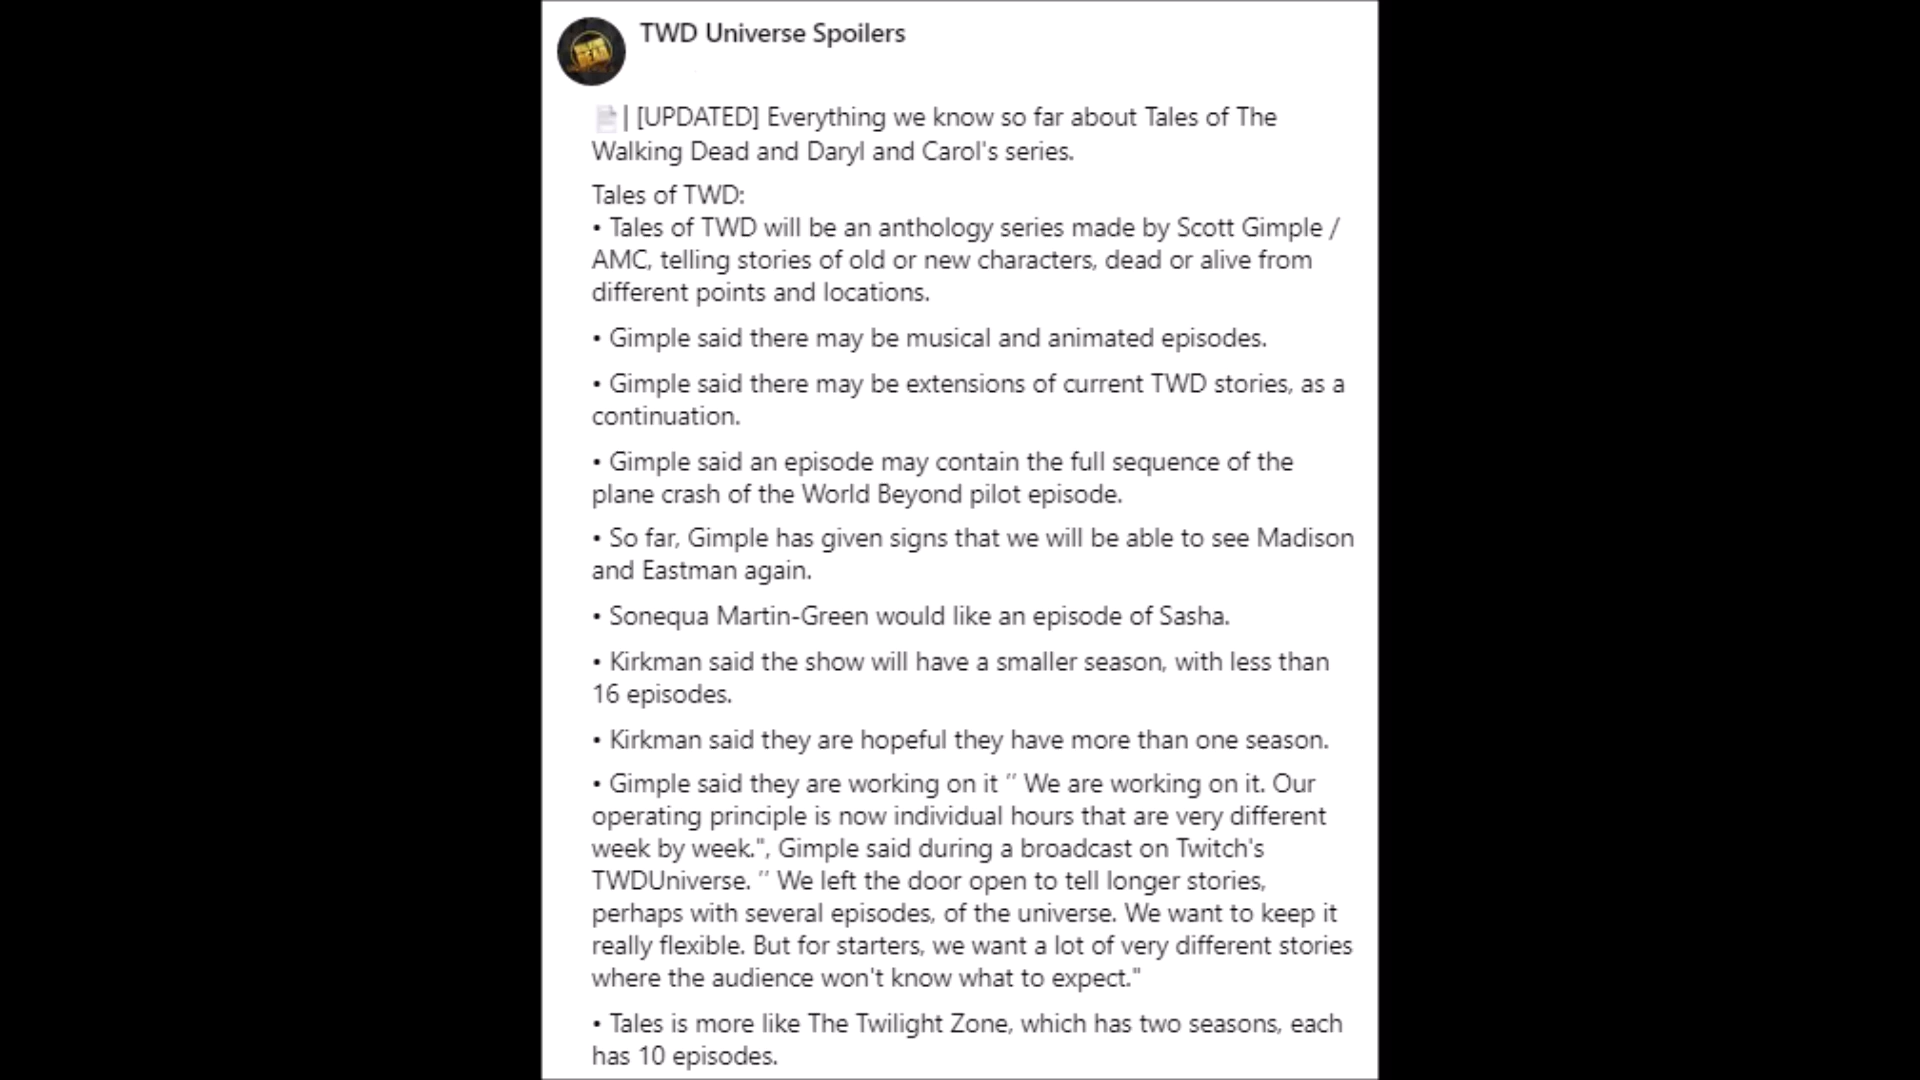 TWD Universe Spoilers
| [UPDATED] Everything we know so far about Tales of The
Walking Dead and Daryl and Carol's series.
Tales of TWD:
• Tales of TWD will be an anthology series made by Scott Gimple /
AMC, telling stories of old or new characters, dead or alive from
different points and locations.
• Gimple said there may be musical and animated episodes.
• Gimple said there may be extensions of current TWD stories, as a
continuation.
• Gimple said an episode may contain the full sequence of the
plane crash of the World Beyond pilot episode.
• So far, Gimple has given signs that we will be able to see Madison
and Eastman again.
• Sonequa Martin-Green would like an episode of Sasha.
• Kirkman said the show will have a smaller season, with less than
16 episodes.
• Kirkman said they are hopeful they have more than one season.
• Gimple said they are working on it ′′ We are working on it. Our
operating principle is now individual hours that are very different
week by week.", Gimple said during a broadcast on Twitch's
TWDUniverse. ′′ We left the door open to tell longer stories,
perhaps with several episodes, of the universe. We want to keep it
really flexible. But for starters, we want a lot of very different stories
where the audience won't know what to expect."
• Tales is more like The Twilight Zone, which has two seasons, each
has 10 episodes.